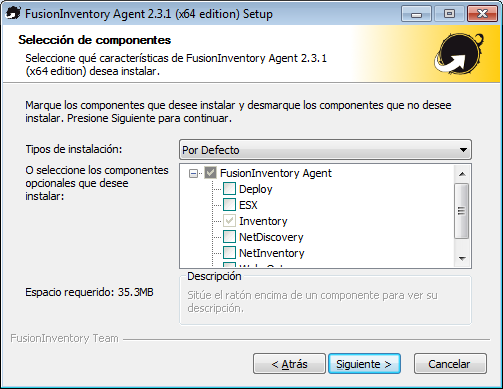 FusionInventory Agent 2.3.1 (x64 edition) Setup
Selección de componentes
Seleccione qué características de FusionInventory Agent 2.3.1
(x64 edition) desea instalar.
Marque los componentes que desee instalar y desmarque los componentes que no desee
instalar. Presione Siguiente para continuar.
Tipos de instalación:
Por Defecto
O seleccione los componentes
opcionales que desee
instalar:
FusionInventory Agent
Deploy
ESX
Inventory
NetDiscovery
NetInventory
Descripción
Sitúe el ratón encima de un componente para ver su
descripción.
Espacio requerido: 35.3MB
FusionInventory Team
< Atrás
Siguiente >
Cancelar